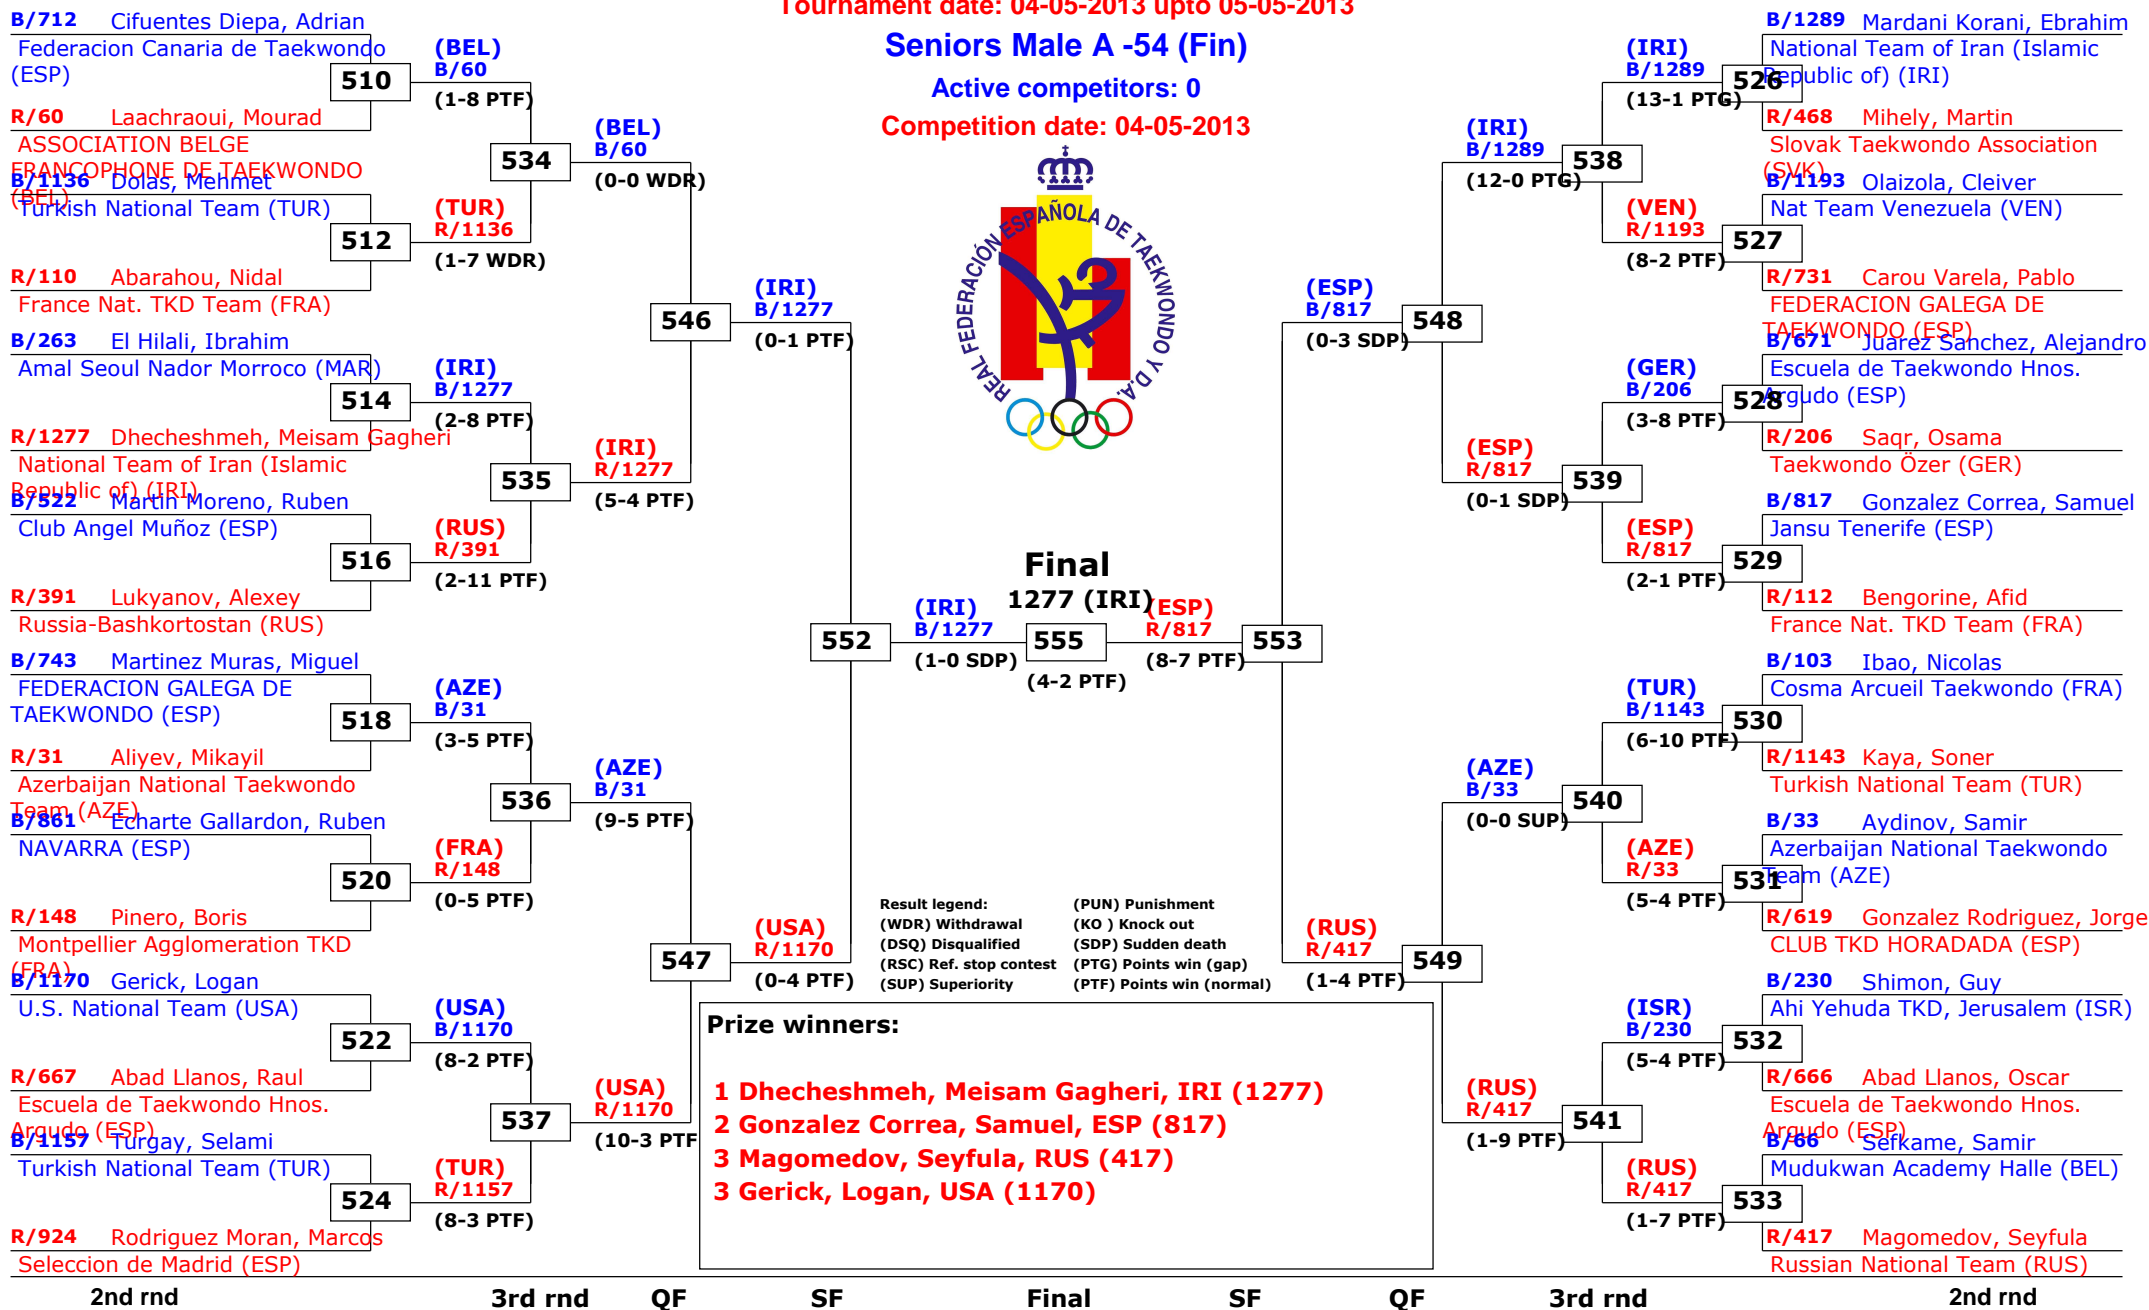 Tournament date: 04-05-2013 upto 05-05-2013
Seniors Male A -54 (Fin)
Active competitors: 0
Competition date: 04-05-2013
REAL FEDERACIÓN ESPAÑOLA DE TAEKWONDO Y D.A.
B/712 Cifuentes Diepa, Adrian
Federacion Canaria de Taekwondo
(ESP)
510
R/60 Laachraoui, Mourad
ASSOCIATION BELGE
FRANCOPHONE DE TAEKWONDO
(BEL)
B/1136 Dolas, Mehmet
Turkish National Team (TUR)
512
R/110 Abarahou, Nidal
France Nat. TKD Team (FRA)
B/263 El Hilali, Ibrahim
Amal Seoul Nador Morroco (MAR)
514
R/1277 Dhecheshmeh, Meisam Gagheri
National Team of Iran (Islamic
Republic of) (IRI)
B/522 Martin Moreno, Ruben
Club Angel Muñoz (ESP)
516
R/391 Lukyanov, Alexey
Russia-Bashkortostan (RUS)
B/743 Martinez Muras, Miguel
FEDERACION GALEGA DE
TAEKWONDO (ESP)
518
R/31 Aliyev, Mikayil
Azerbaijan National Taekwondo
Team (AZE)
B/861 Echarte Gallardon, Ruben
NAVARRA (ESP)
520
R/148 Pinero, Boris
Montpellier Agglomeration TKD
(FRA)
B/1170 Gerick, Logan
U.S. National Team (USA)
522
R/667 Abad Llanos, Raul
Escuela de Taekwondo Hnos.
Argudo (ESP)
B/1157 Turgay, Selami
Turkish National Team (TUR)
524
R/924 Rodriguez Moran, Marcos
Seleccion de Madrid (ESP)
(BEL)
B/60
(1-8 PTF)
534
(TUR)
R/1136
(1-7 WDR)
(IRI)
B/1277
(2-8 PTF)
535
(RUS)
R/391
(2-11 PTF)
(AZE)
B/31
(3-5 PTF)
536
(FRA)
R/148
(0-5 PTF)
(USA)
B/1170
(8-2 PTF)
537
(TUR)
R/1157
(8-3 PTF)
(BEL)
B/60
(0-0 WDR)
546
(IRI)
R/1277
(5-4 PTF)
(AZE)
B/31
(9-5 PTF)
547
(USA)
R/1170
(10-3 PTF
(IRI)
B/1277
(0-1 PTF)
552
(USA)
R/1170
(0-4 PTF)
(IRI)
B/1277
(1-0 SDP)
Final
1277 (IRI)
555
(4-2 PTF)
(ESP)
R/817
(8-7 PTF)
553
(ESP)
B/817
(0-3 SDP)
548
(RUS)
R/417
(1-4 PTF)
549
(IRI)
B/1289
(12-0 PTG)
538
(ESP)
R/817
(0-1 SDP)
539
(AZE)
B/33
(0-0 SUP)
540
(RUS)
R/417
(1-9 PTF)
541
(IRI)
B/1289
(13-1 PTG)
526
(VEN)
R/1193
(8-2 PTF)
527
(GER)
B/206
(3-8 PTF)
528
(ESP)
R/817
(2-1 PTF)
529
(TUR)
B/1143
(6-10 PTF)
530
(AZE)
R/33
(5-4 PTF)
531
(ISR)
B/230
(5-4 PTF)
532
(RUS)
R/417
(1-7 PTF)
533
B/1289 Mardani Korani, Ebrahim
National Team of Iran (Islamic
Republic of) (IRI)
R/468 Mihely, Martin
Slovak Taekwondo Association
(SVK)
B/1193 Olaizola, Cleiver
Nat Team Venezuela (VEN)
R/731 Carou Varela, Pablo
FEDERACION GALEGA DE
TAEKWONDO (ESP)
B/671 Juarez Sanchez, Alejandro
Escuela de Taekwondo Hnos.
Argudo (ESP)
R/206 Saqr, Osama
Taekwondo Özer (GER)
B/817 Gonzalez Correa, Samuel
Jansu Tenerife (ESP)
R/112 Bengorine, Afid
France Nat. TKD Team (FRA)
B/103 Ibao, Nicolas
Cosma Arcueil Taekwondo (FRA)
R/1143 Kaya, Soner
Turkish National Team (TUR)
B/33 Aydinov, Samir
Azerbaijan National Taekwondo
Team (AZE)
R/619 Gonzalez Rodriguez, Jorge
CLUB TKD HORADADA (ESP)
B/230 Shimon, Guy
Ahi Yehuda TKD, Jerusalem (ISR)
R/666 Abad Llanos, Oscar
Escuela de Taekwondo Hnos.
Argudo (ESP)
B/66 Sefkame, Samir
Mudukwan Academy Halle (BEL)
R/417 Magomedov, Seyfula
Russian National Team (RUS)
Result legend: (PUN) Punishment
(WDR) Withdrawal (KO ) Knock out
(DSQ) Disqualified (SDP) Sudden death
(RSC) Ref. stop contest (PTG) Points win (gap)
(SUP) Superiority (PTF) Points win (normal)
Prize winners:
1 Dhecheshmeh, Meisam Gagheri, IRI (1277)
2 Gonzalez Correa, Samuel, ESP (817)
3 Magomedov, Seyfula, RUS (417)
3 Gerick, Logan, USA (1170)
2nd rnd 3rd rnd QF SF Final SF QF 3rd rnd 2nd rnd